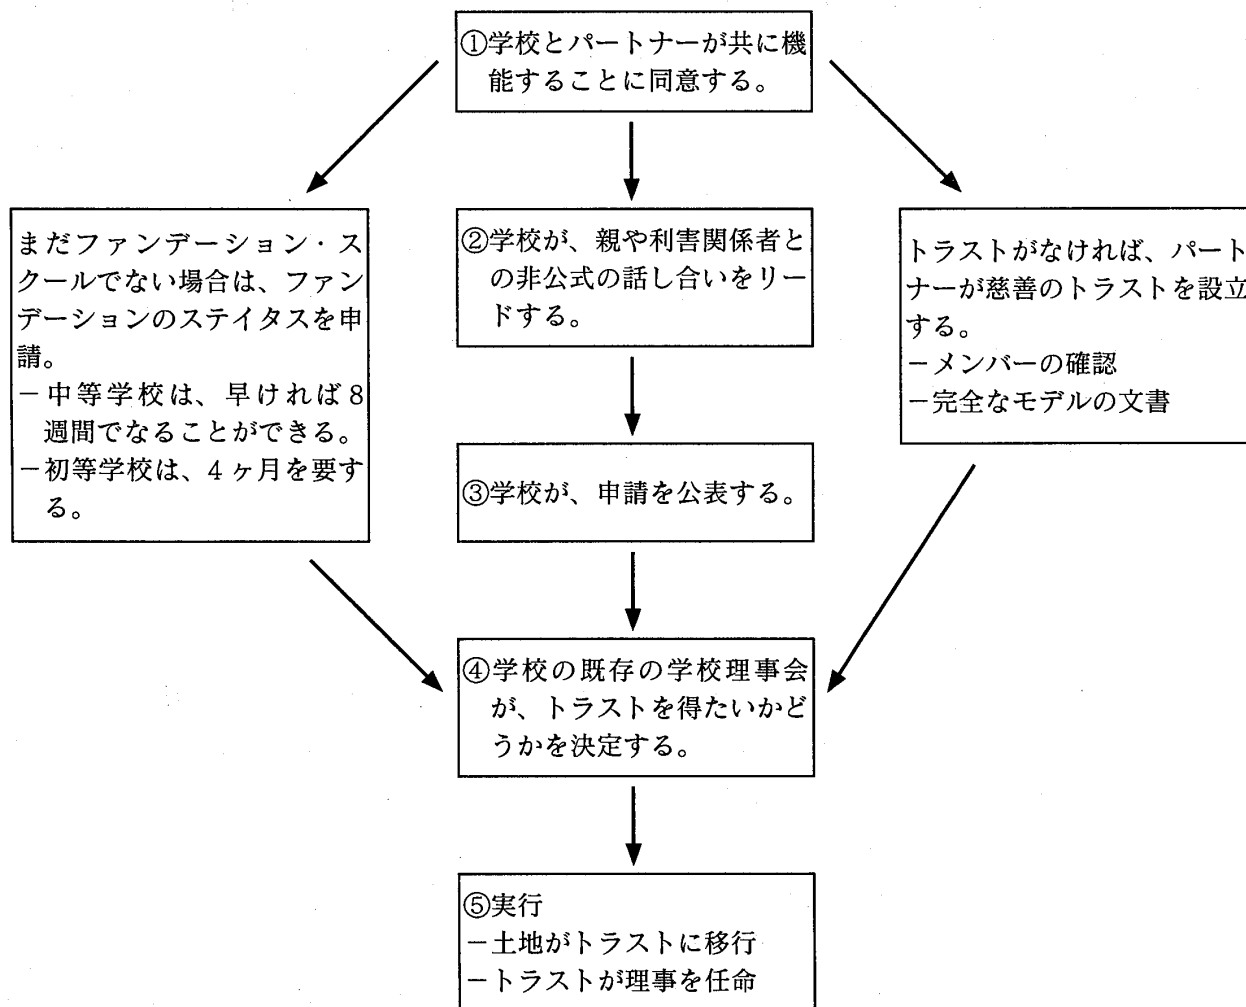 ①学校とパートナーが共に機
能することに同意する。
まだファンデーション・ス
クールでない場合は、ファン
デーションのステイタスを申
請。
－中等学校は、早ければ8
週間でなることができる。
－初等学校は、4ヶ月を要す
る。
②学校が、親や利害関係者と
の非公式の話し合いをリー
ドする。
トラストがなければ、パート
ナーが慈善のトラストを設立
する。
－メンバーの確認
－完全なモデルの文書
③学校が、申請を公表する。
④学校の既存の学校理事会
が、トラストを得たいかど
うかを決定する。
⑤実行
－土地がトラストに移行
－トラストが理事を任命